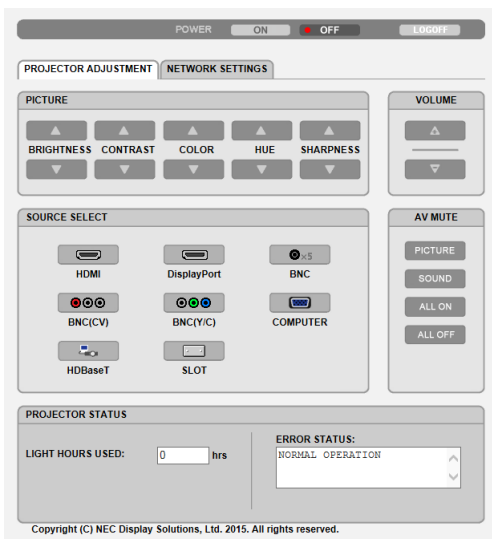 POWER ON OFF LOGOFF
PROJECTOR ADJUSTMENT NETWORK SETTINGS
PICTURE
BRIGHTNESS CONTRAST COLOR HUE SHARPNESS
VOLUME
SOURCE SELECT
×5
HDMI DisplayPort BNC
BNC(CV) BNC(Y/C) COMPUTER
HDBaseT SLOT
AV MUTE
PICTURE
SOUND
ALL ON
ALL OFF
PROJECTOR STATUS
LIGHT HOURS USED: 0 hrs
ERROR STATUS:
NORMAL OPERATION
Copyright (C) NEC Display Solutions, Ltd. 2015. All rights reserved.